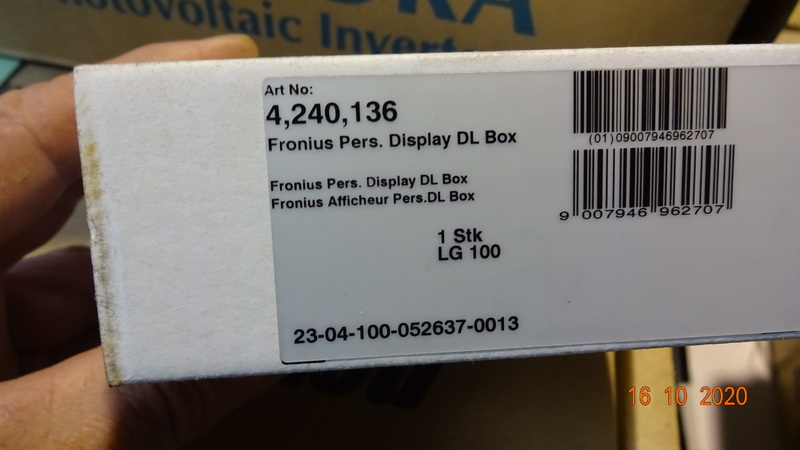 Photovoltaic
Art No:
4,240,136
Fronius Pers. Display DL Box
Fronius Pers. Display DL Box
Fronius Afficheur Pers.DL Box
1 Stk
LG 100
23-04-100-052637-0013
(01)09007946962707
9 007946 962707
16 10 2020